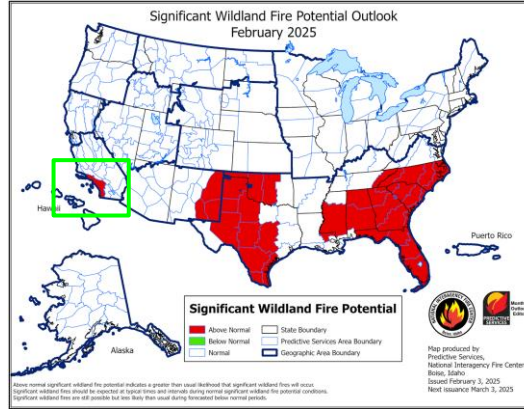 Significant Wildland Fire Potential Outlook
February 2025
Hawaii
Puerto Rico
Alaska
Significant Wildland Fire Potential
Above Normal
Below Normal
Normal
State Boundary
Predictive Services Area Boundary
Geographic Area Boundary
PREDICTIVE
SERVICES
Map produced by
Predictive Services,
National Interagency Fire Center
Boise, Idaho
Issued February 3, 2025
Next issuance March 3, 2025
Above normal significant wildland fire potential indicates a greater than usual likelihood that significant wildland fires will occur.
Significant wildland fires should be expected at typical times and intervals during normal significant wildland fire potential conditions.
Significant wildland fires are still possible but less likely than usual during forecasted below normal periods.